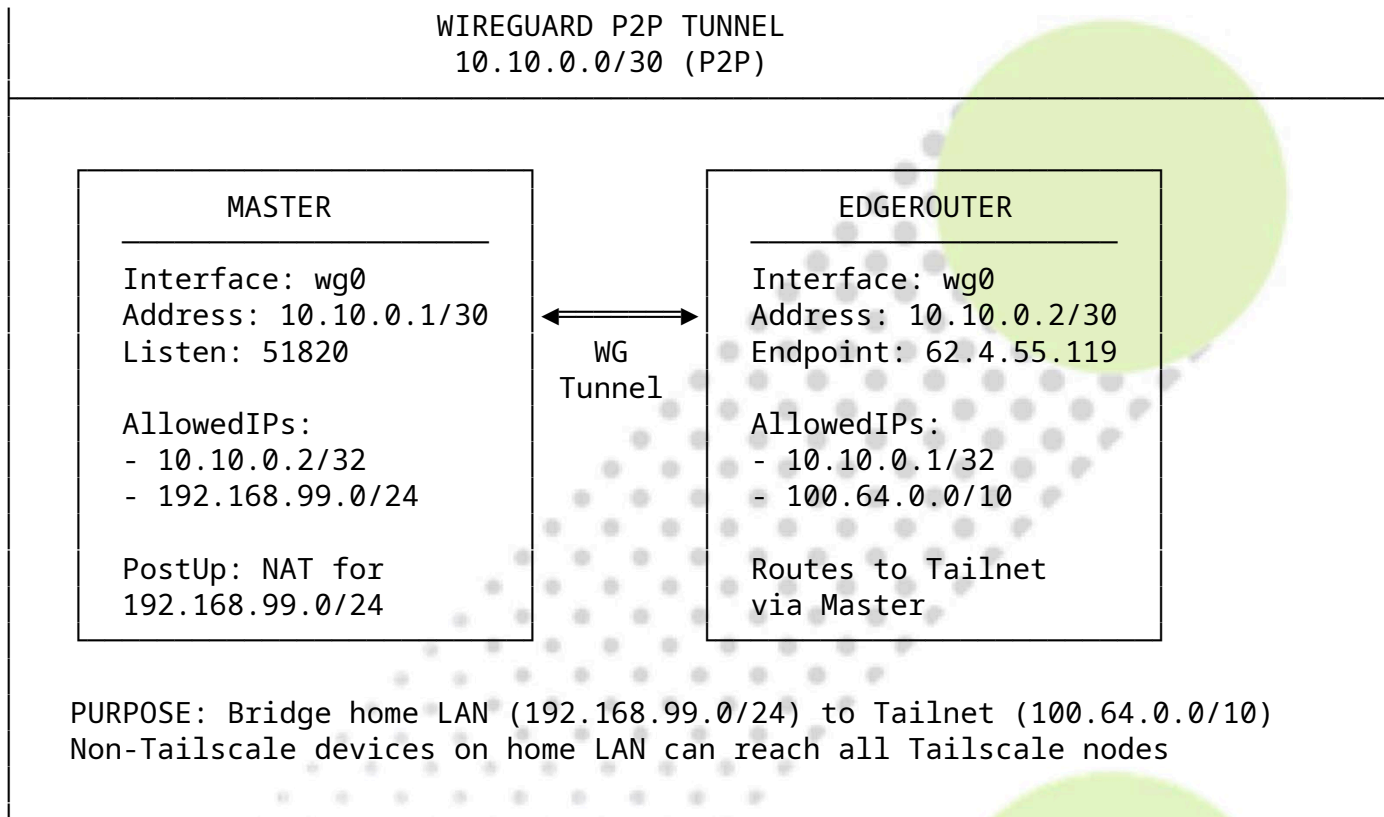 WIREGUARD P2P TUNNEL
10.10.0.0/30 (P2P)
MASTER
Interface: wg0
Address: 10.10.0.1/30
Listen: 51820
AllowedIPs:
- 10.10.0.2/32
- 192.168.99.0/24
PostUp: NAT for
192.168.99.0/24
WG
Tunnel
EDGEROUTER
Interface: wg0
Address: 10.10.0.2/30
Endpoint: 62.4.55.119
AllowedIPs:
- 10.10.0.1/32
- 100.64.0.0/10
Routes to Tailnet
via Master
PURPOSE: Bridge home LAN (192.168.99.0/24) to Tailnet (100.64.0.0/10)
Non-Tailscale devices on home LAN can reach all Tailscale nodes